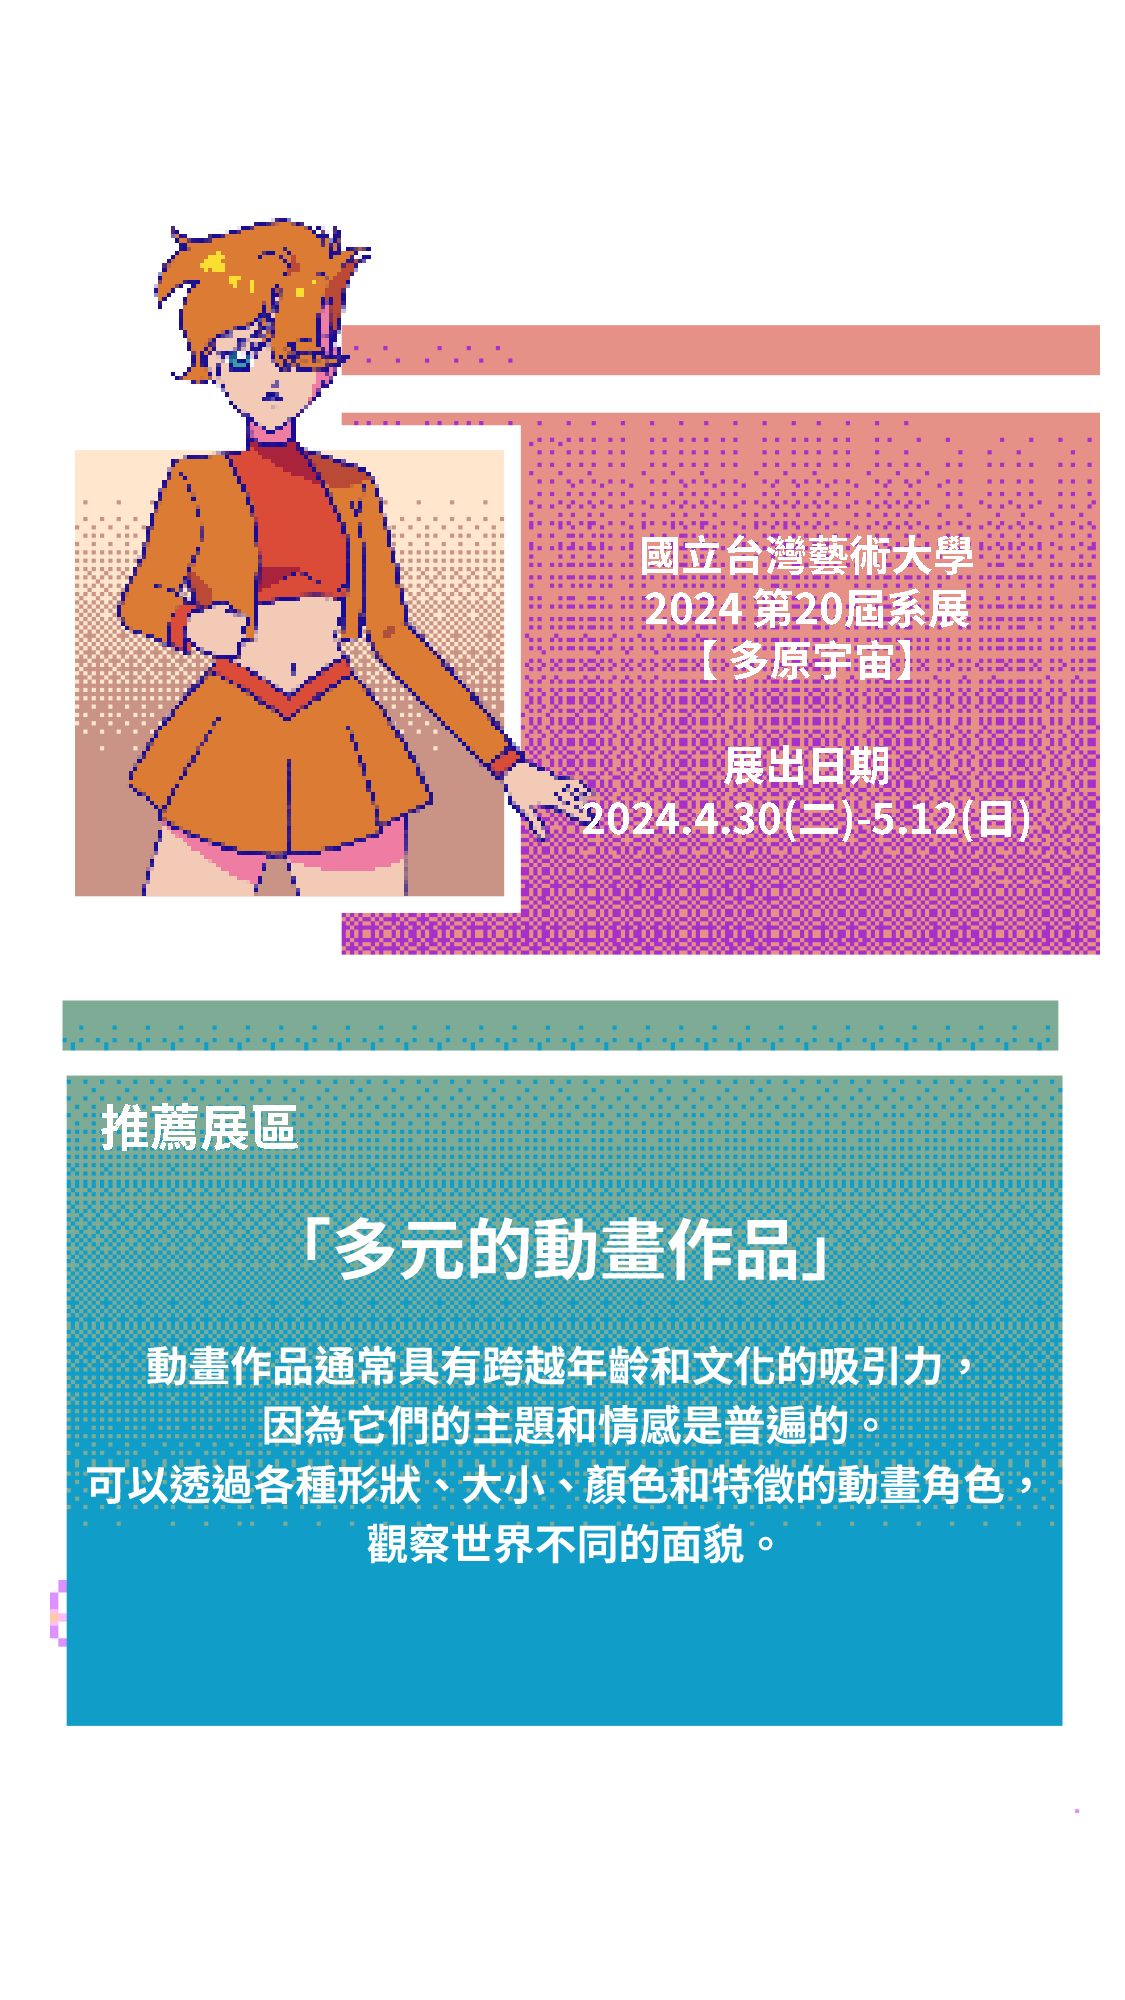 國立台灣藝術大學
2024 第20屆系展
【 多原宇宙】
展出日期
2024.4.30(二)-5.12(日)
推薦展區
「多元的動畫作品」
動畫作品通常具有跨越年齡和文化的吸引力，
因為它們的主題和情感是普遍的。
可以透過各種形狀、大小、顏色和特徵的動畫角色，
觀察世界不同的面貌。